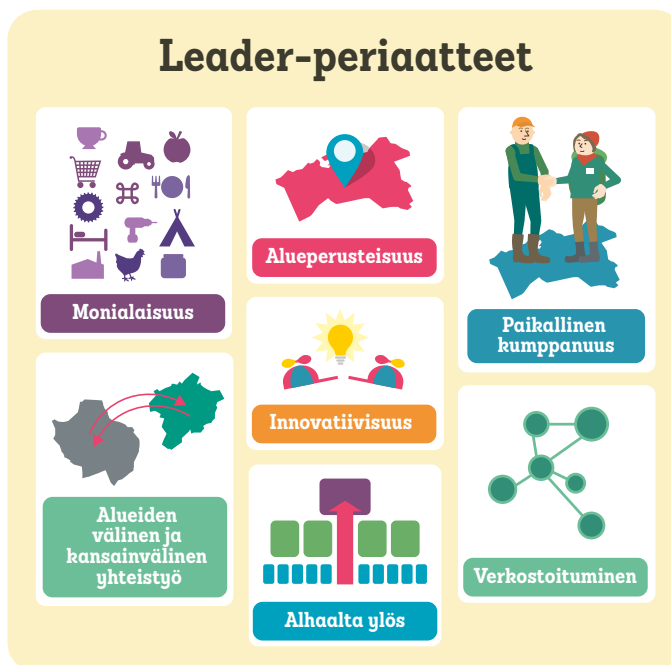 Leader-periaatteet
Monialaisuus
Alueperusteisuus
Paikallinen
kumppanuus
Innovatiivisuus
Alueiden
välinen ja
kansainvälinen
yhteistyö
Alhaalta ylös
Verkostoituminen